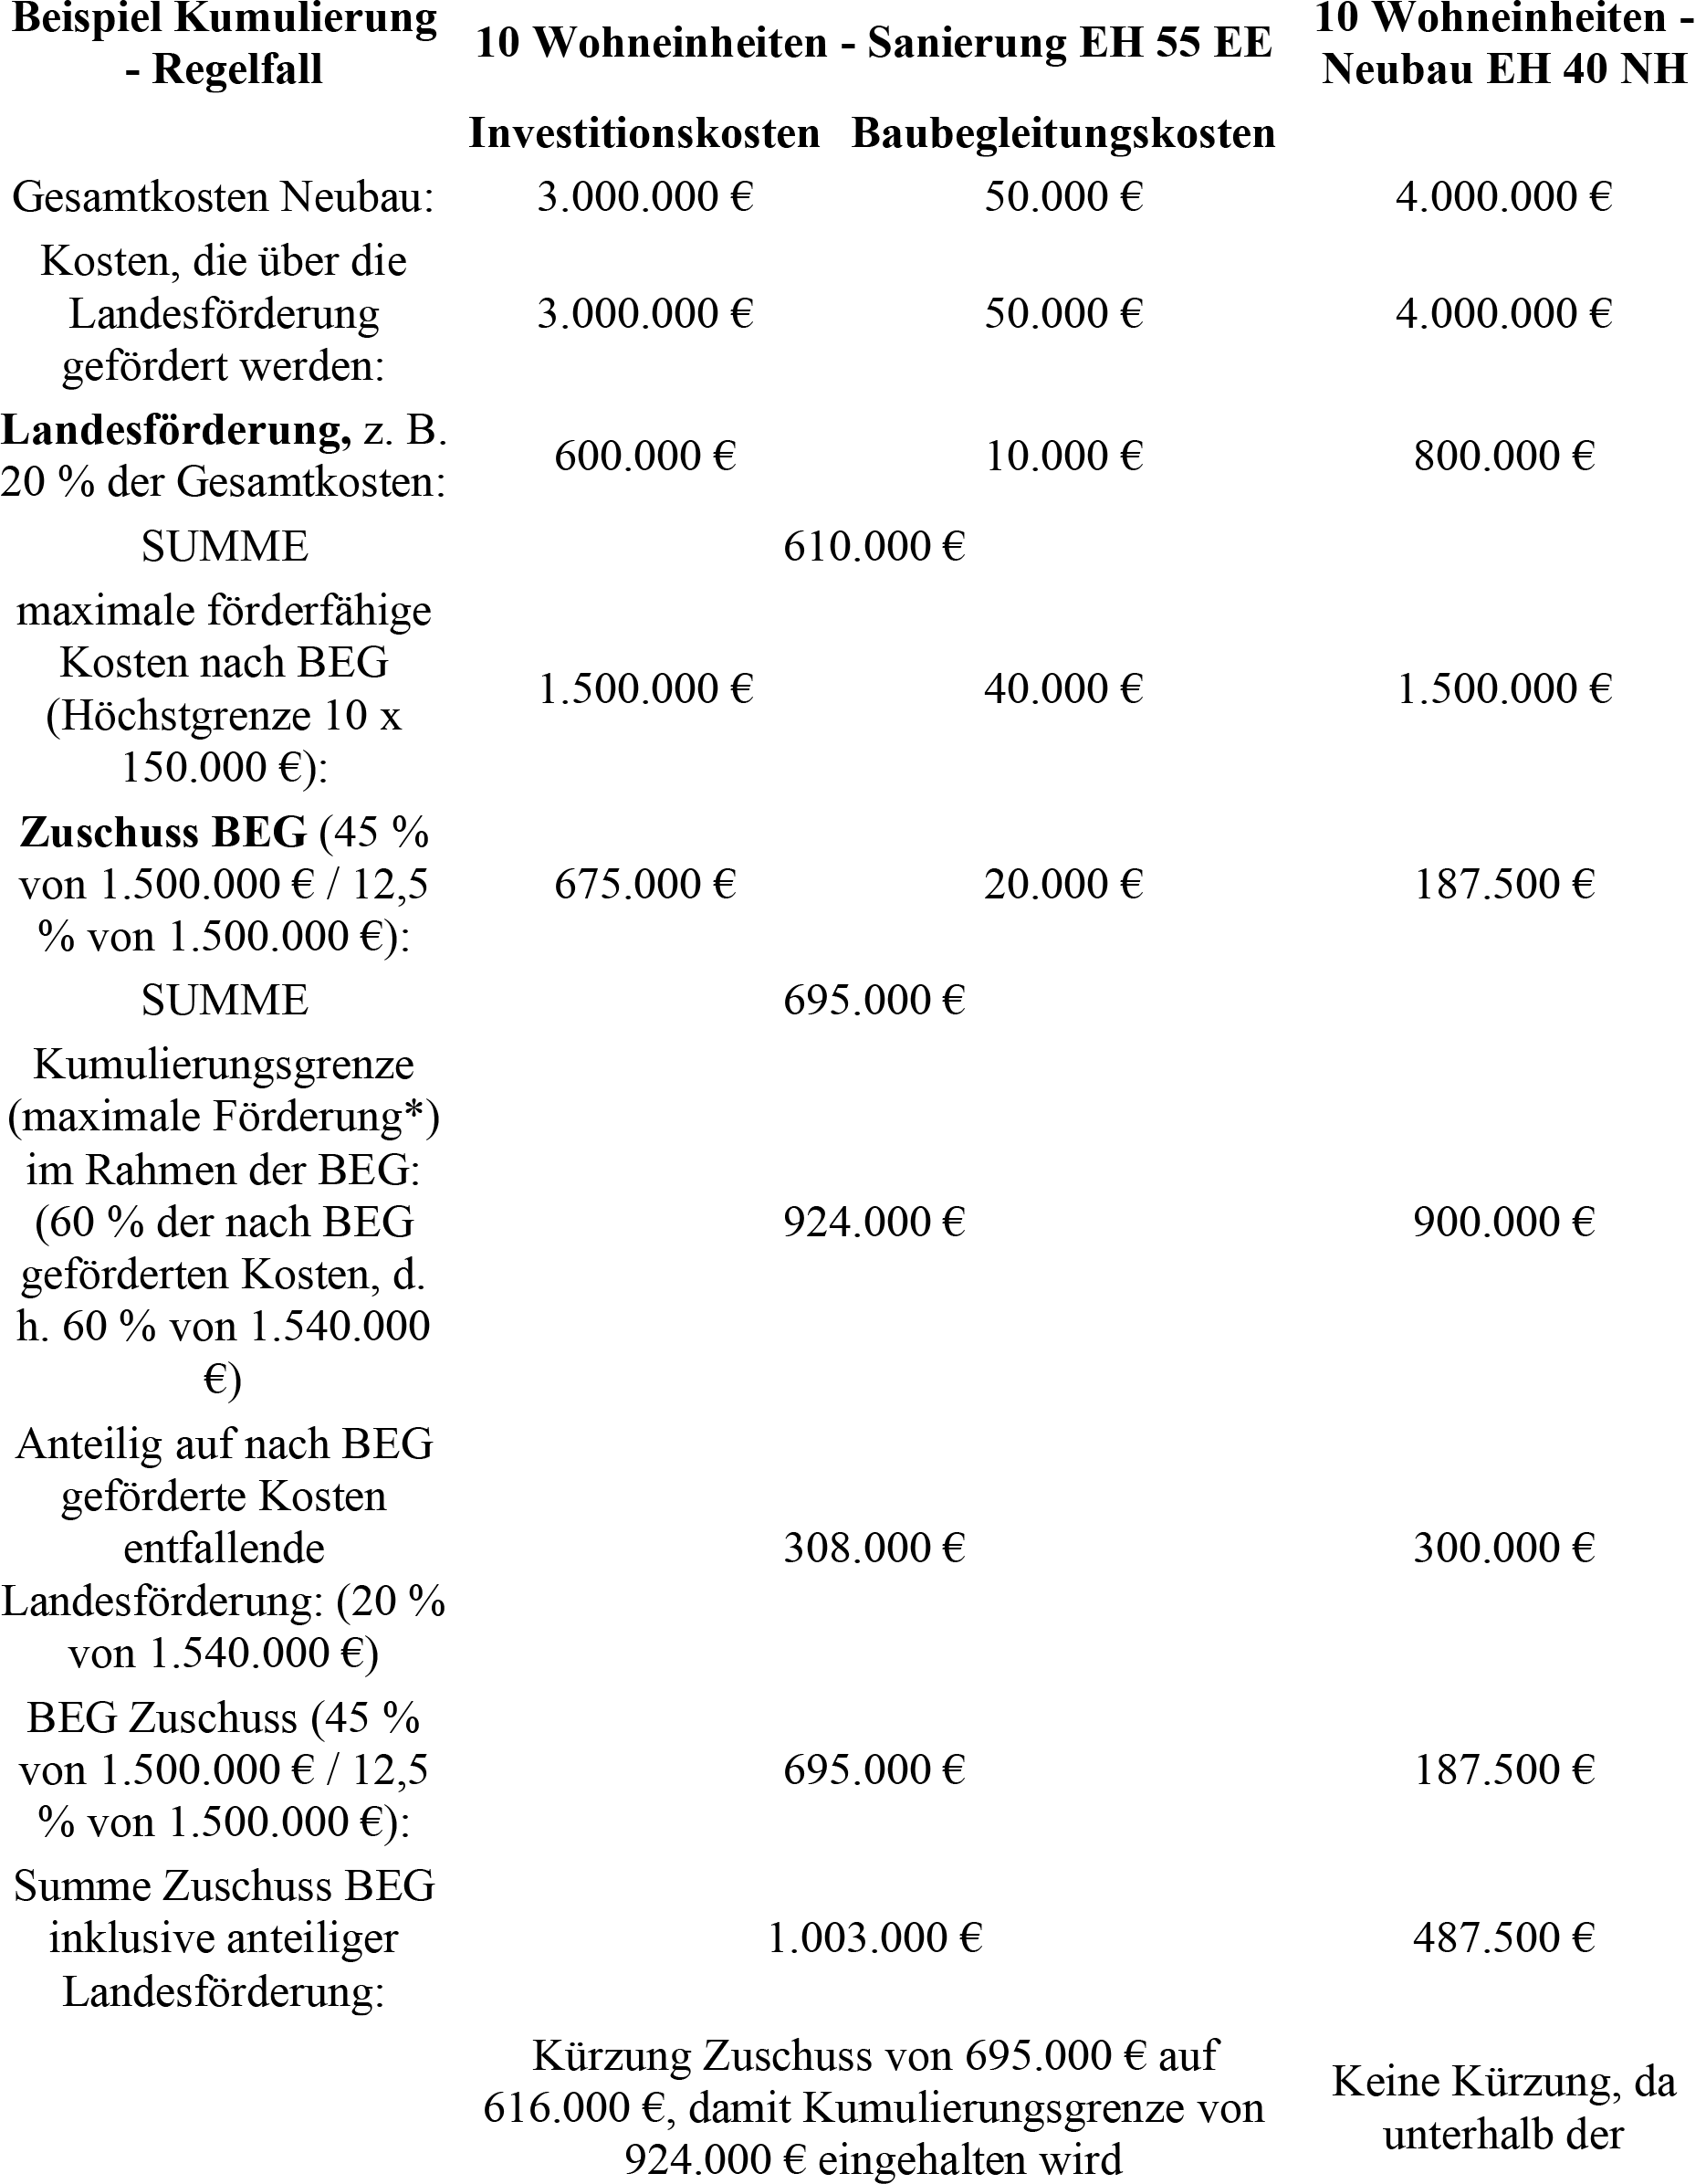 Beispiel Kumulierung
- Regelfall
10 Wohneinheiten - Sanierung EH 55 EE
10 Wohneinheiten -
Neubau EH 40 NH
Investitionskosten Baubegleitungskosten
Gesamtkosten Neubau: 3.000.000 € 50.000 € 4.000.000 €
Kosten, die über die
Landesförderung
gefördert werden:
3.000.000 € 50.000 € 4.000.000 €
Landesförderung, z. B.
20 % der Gesamtkosten:
600.000 € 10.000 € 800.000 €
SUMME 610.000 €
maximale förderfähige
Kosten nach BEG
(Höchstgrenze 10 x
150.000 €):
1.500.000 € 40.000 € 1.500.000 €
Zuschuss BEG (45 %
von 1.500.000 € / 12,5
% von 1.500.000 €):
675.000 € 20.000 € 187.500 €
SUMME 695.000 €
Kumulierungsgrenze
(maximale Förderung*)
im Rahmen der BEG:
(60 % der nach BEG
geförderten Kosten, d.
h. 60 % von 1.540.000
€)
924.000 € 900.000 €
Anteilig auf nach BEG
geförderte Kosten
entfallende
Landesförderung: (20 %
von 1.540.000 €)
308.000 € 300.000 €
BEG Zuschuss (45 %
von 1.500.000 € / 12,5
% von 1.500.000 €):
695.000 € 187.500 €
Summe Zuschuss BEG
inklusive anteiliger
Landesförderung:
1.003.000 € 487.500 €
Kürzung Zuschuss von 695.000 € auf
616.000 €, damit Kumulierungsgrenze von
924.000 € eingehalten wird
Keine Kürzung, da
unterhalb der